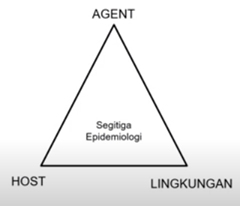 AGENT
Segitiga
Epidemiologi
HOST
LINGKUNGAN